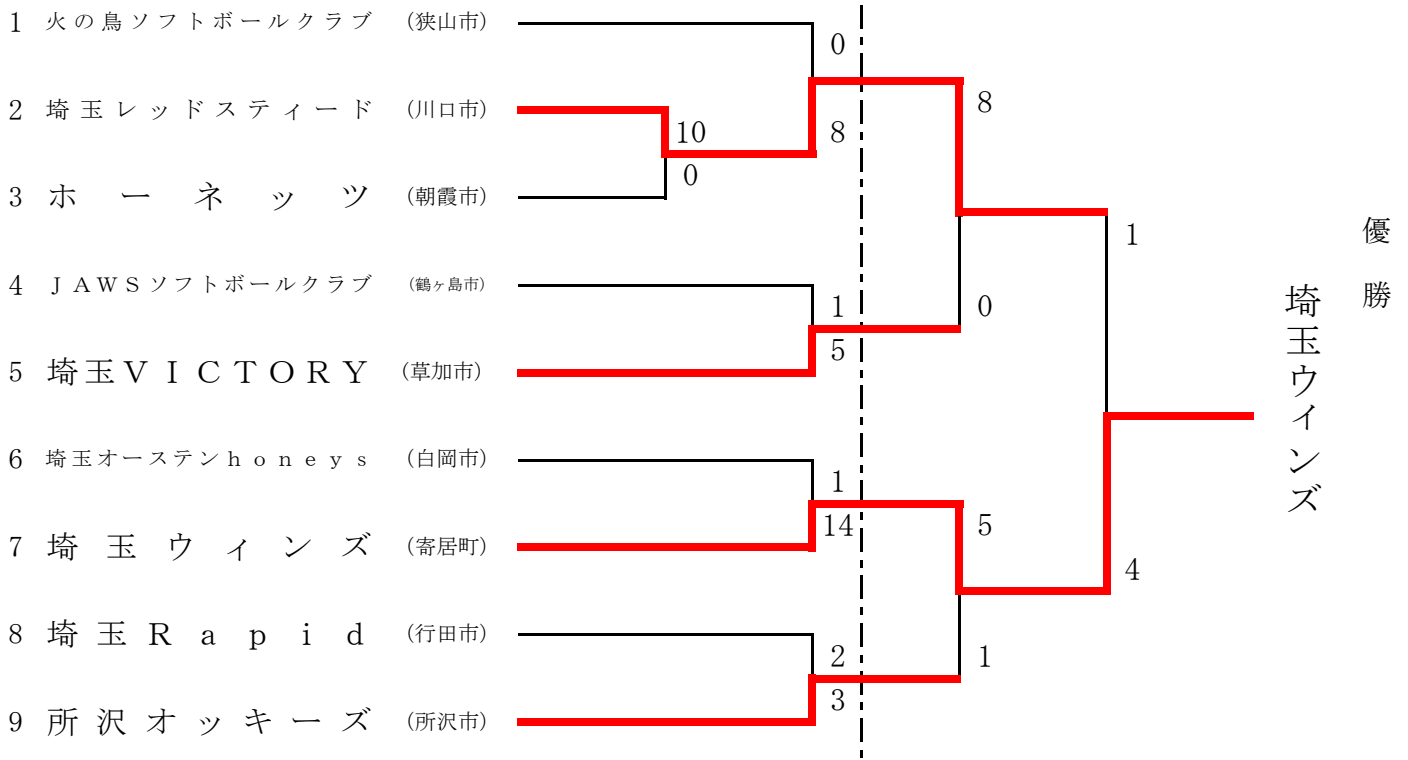 1 火の鳥ソフトボールクラブ (狭山市)
0
8
2 埼玉レッドスティード (川口市)
10
8
0
3 ホーネッツ (朝霞市)
1
優勝
4 JAWSソフトボールクラブ (鶴ヶ島市)
1
0
埼玉ウィンズ
5
5 埼玉VICTORY (草加市)
6 埼玉オーステンhoneys (白岡市)
1
14
5
7 埼玉ウィンズ (寄居町)
4
8 埼玉Rapid (行田市)
2
1
3
9 所沢オッキーズ (所沢市)